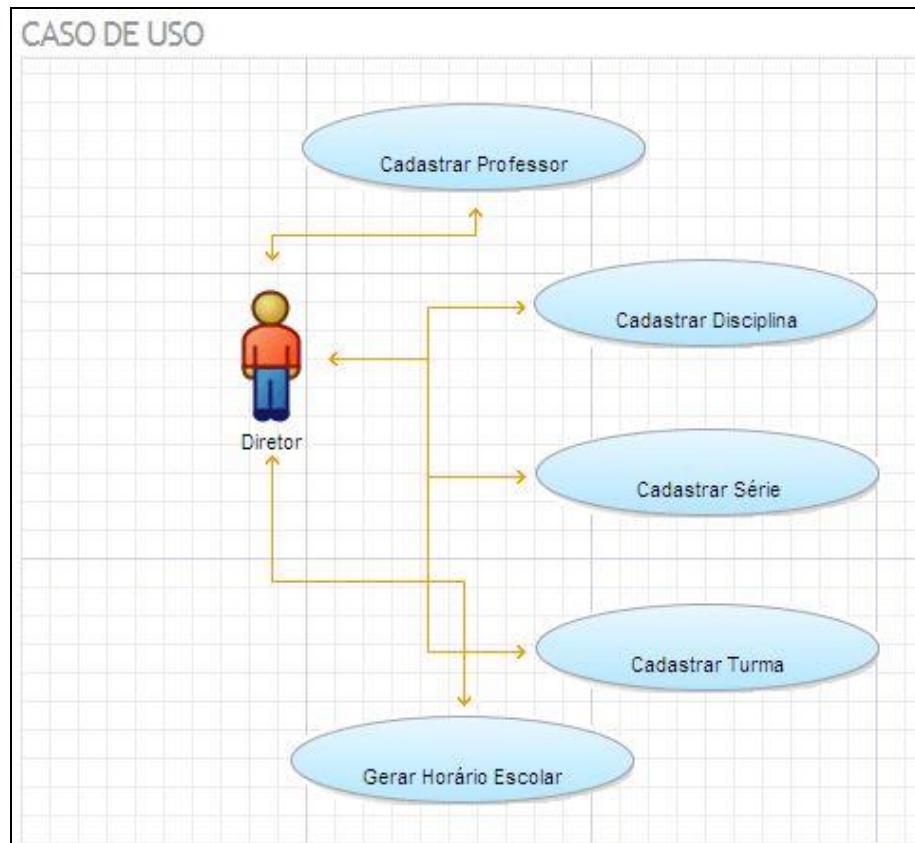 CASO DE USO
Cadastrar Professor
Cadastrar Disciplina
Diretor
Cadastrar Série
Cadastrar Turma
Gerar Horário Escolar